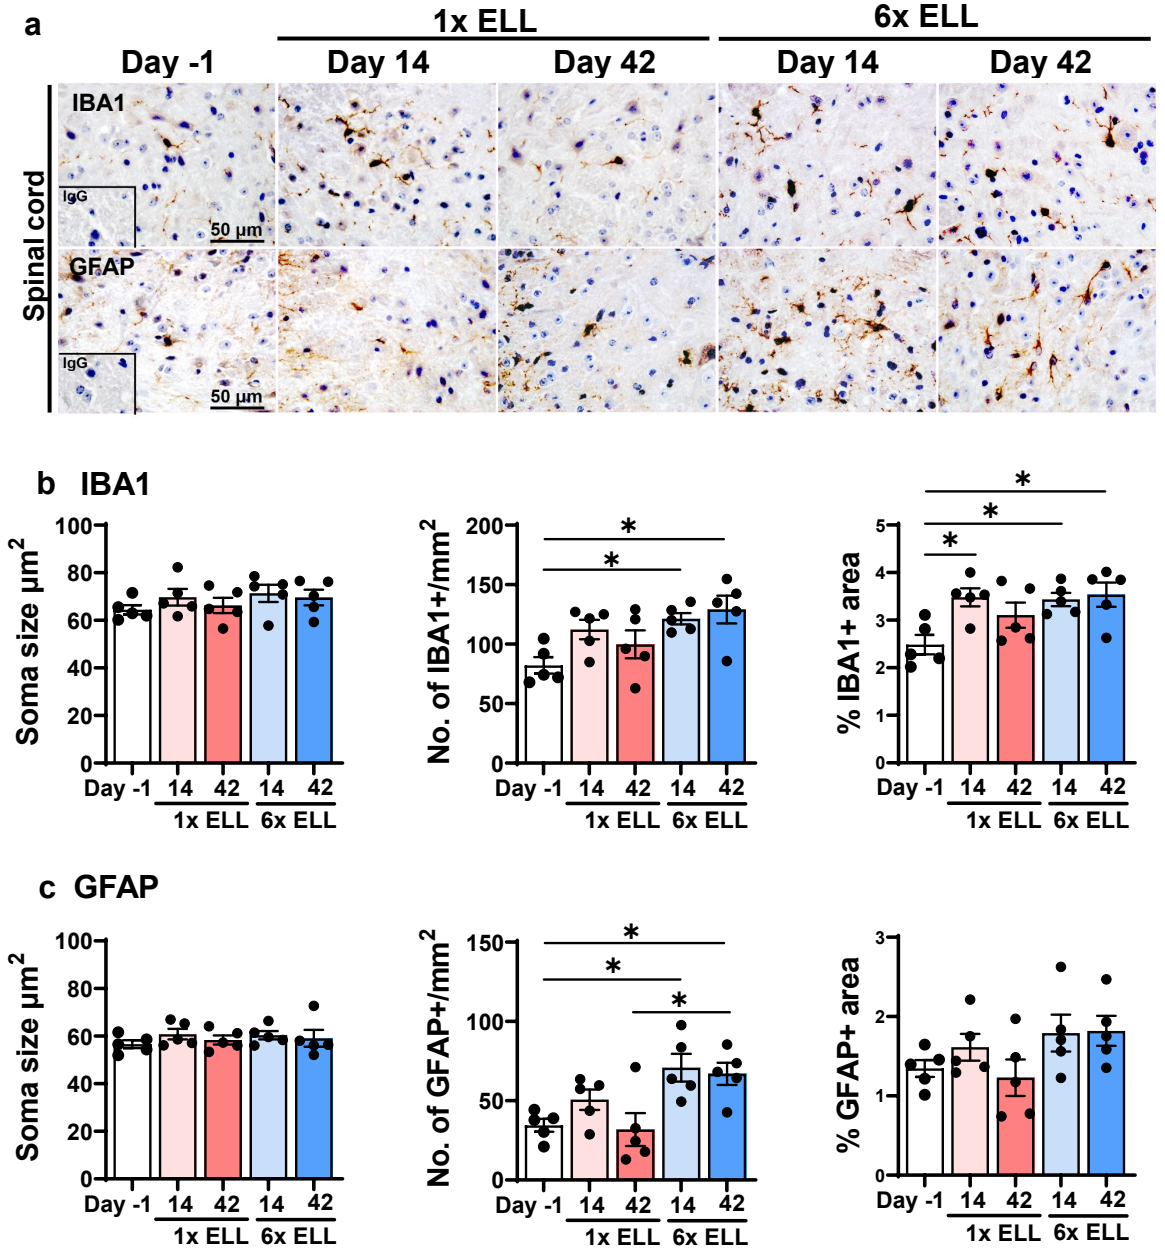 a
1x ELL
6x ELL
Day -1
Day 14
Day 42
Day 14
Day 42
Spinal cord
IBA1
IgG
50 µm
GFAP
IgG
50 µm
b IBA1
Soma size µm²
100
80
60
40
20
0
Day -1 14 42 14 42
1x ELL 6x ELL
No. of IBA1+/mm²
200
150
100
50
0
* *
Day -1 14 42 14 42
1x ELL 6x ELL
% IBA1+ area
5
4
3
2
1
0
* * *
Day -1 14 42 14 42
1x ELL 6x ELL
c GFAP
Soma size µm²
100
80
60
40
20
0
Day -1 14 42 14 42
1x ELL 6x ELL
No. of GFAP+/mm²
150
100
50
0
* * *
Day -1 14 42 14 42
1x ELL 6x ELL
% GFAP+ area
3
2
1
0
Day -1 14 42 14 42
1x ELL 6x ELL